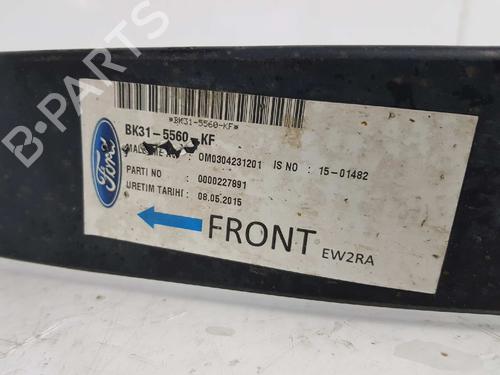 B-PARTS
*BK31-5560-KF*
BK31-5560-KF
Ford
OM0304231201 IS NO : 15-01482
PARTI NO : 0000227891
URETIM TARIHI : 08.05.2015
FRONT EW2RA